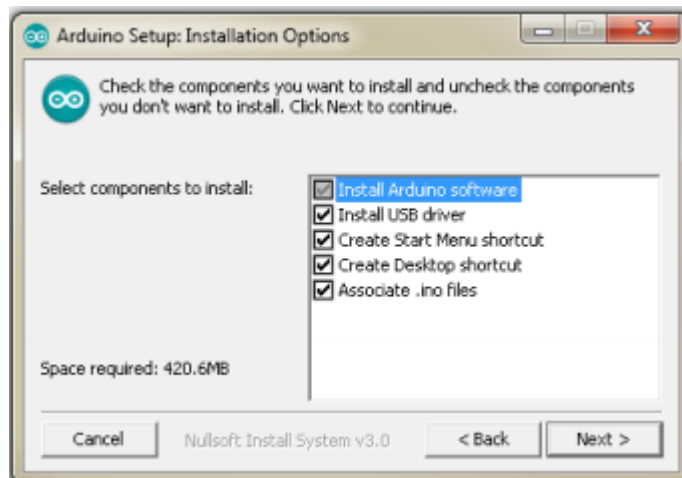 Arduino Setup: Installation Options
Check the components you want to install and uncheck the components
you don't want to install. Click Next to continue.
Select components to install:
Install Arduino software
Install USB driver
Create Start Menu shortcut
Create Desktop shortcut
Associate .ino files
Space required: 420.6MB
Cancel
Nullsoft Install System v3.0
< Back
Next >